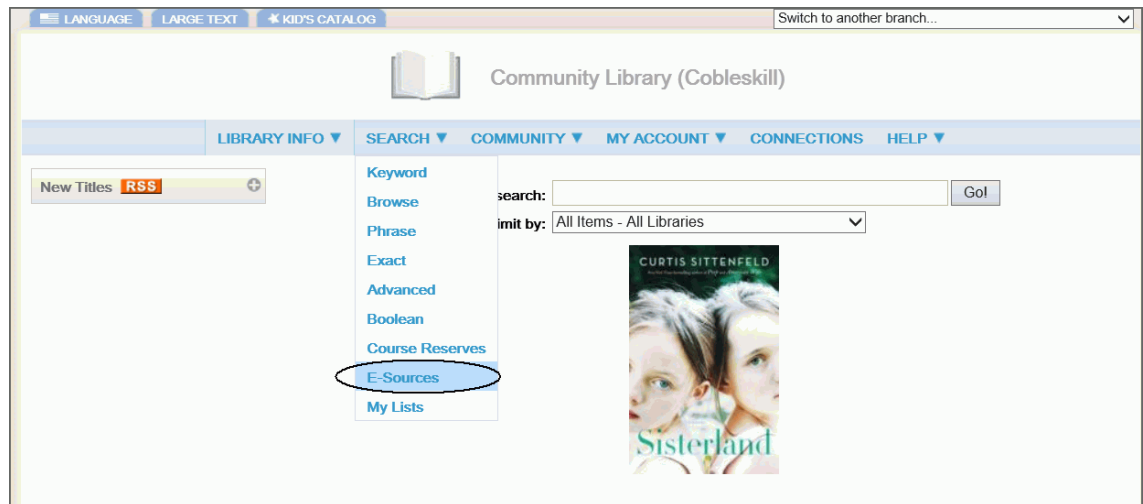 LANGUAGE LARGE TEXT KID'S CATALOG Switch to another branch...
Community Library (Cobleskill)
LIBRARY INFO ▼ SEARCH ▼ COMMUNITY ▼ MY ACCOUNT ▼ CONNECTIONS HELP ▼
New Titles RSS
Keyword
Browse
Phrase
Exact
Advanced
Boolean
Course Reserves
E-Sources
My Lists
search: Go!
imit by: All Items - All Libraries
CURTIS SITTENFELD
Sisterland